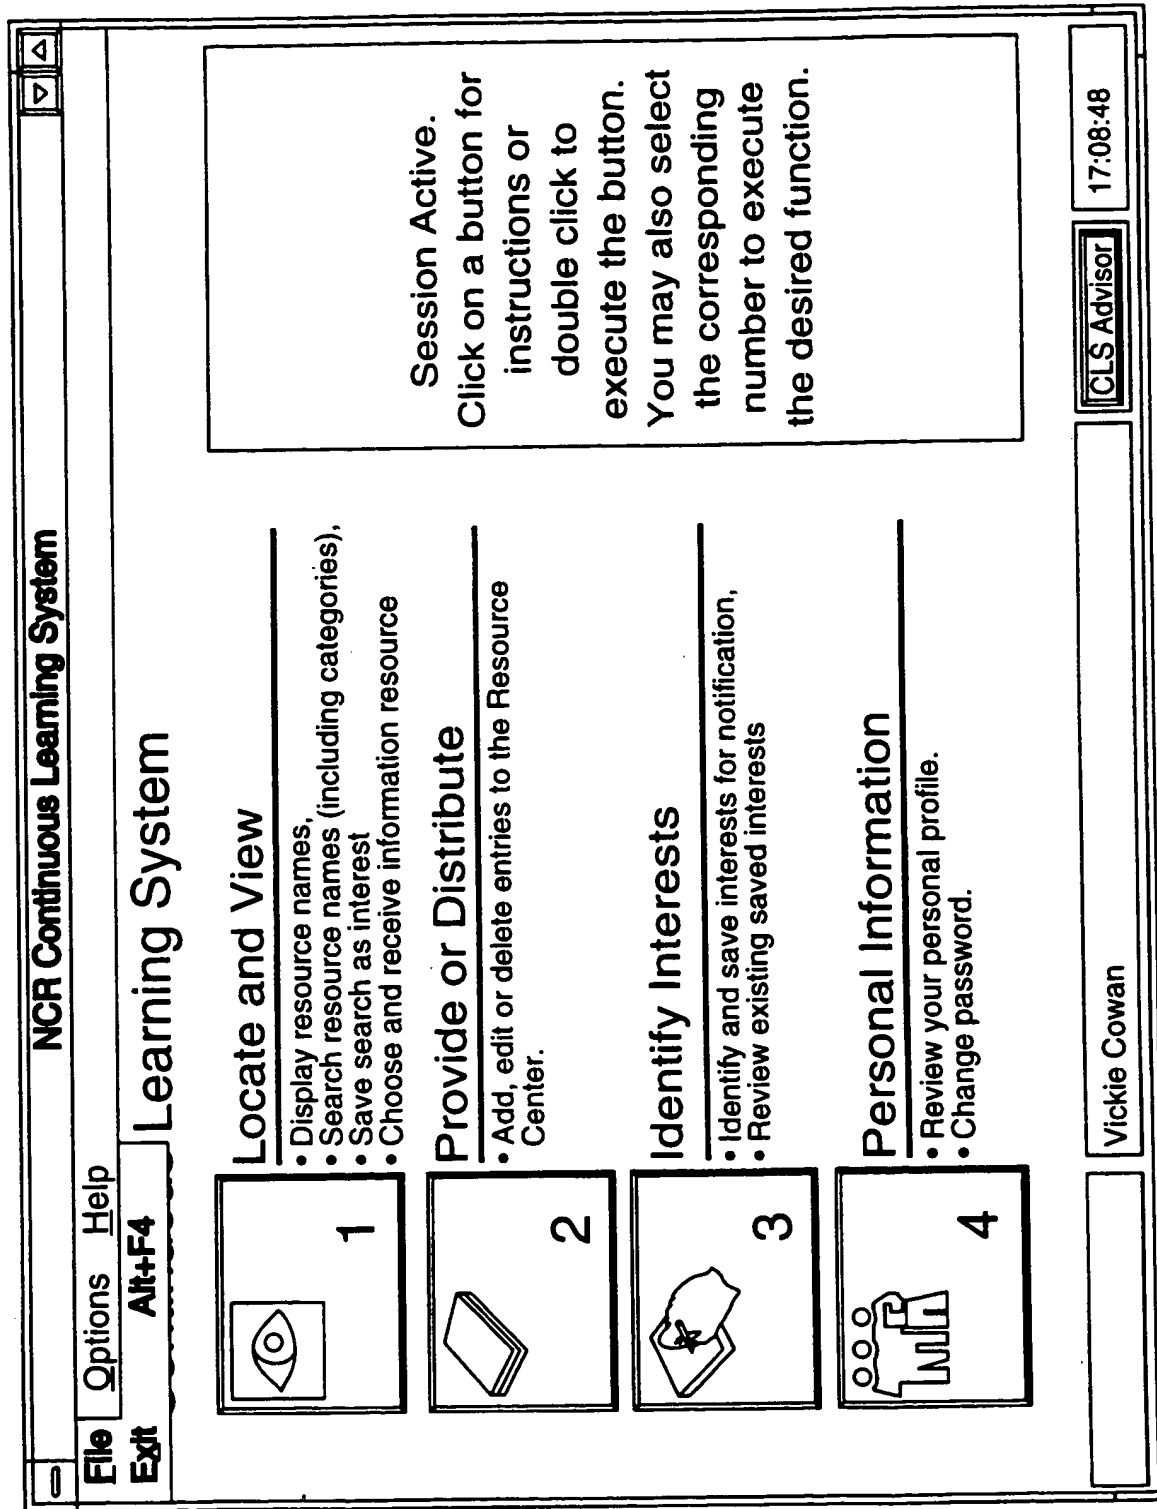 NCR Continuous Learning System
File Options Help
Exit Alt+F4
Learning System
1
Locate and View
• Display resource names,
• Search resource names (including categories),
• Save search as interest
• Choose and receive information resource
2
Provide or Distribute
• Add, edit or delete entries to the Resource
Center.
3
Identify Interests
• Identify and save interests for notification,
• Review existing saved interests
4
Personal Information
• Review your personal profile.
• Change password.
Session Active.
Click on a button for
instructions or
double click to
execute the button.
You may also select
the corresponding
number to execute
the desired function.
Vickie Cowan
CLS Advisor
17:08:48